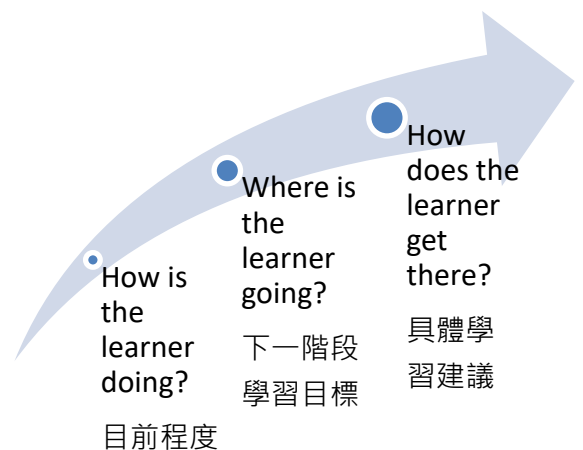 How is
the
learner
doing?
目前程度
Where is
the
learner
going?
下一階段
學習目標
How
does the
learner
get
there?
具體學
習建議